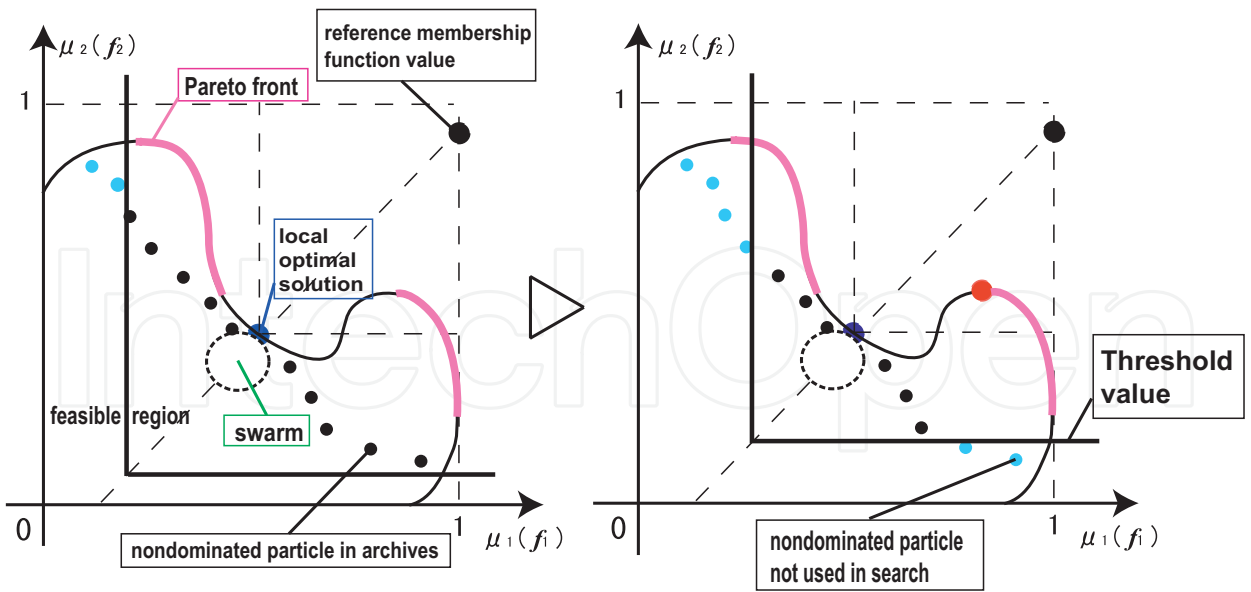 μ₂(f₂)
1
Pareto front
reference membership
function value
local
optimal
solution
feasible region
swarm
0
1
μ₁(f₁)
nondominated particle in archives
μ₂(f₂)
1
Threshold
value
0
1
μ₁(f₁)
nondominated particle
not used in search
IntechOpen